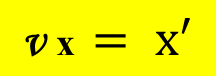 𝓋 x = x′